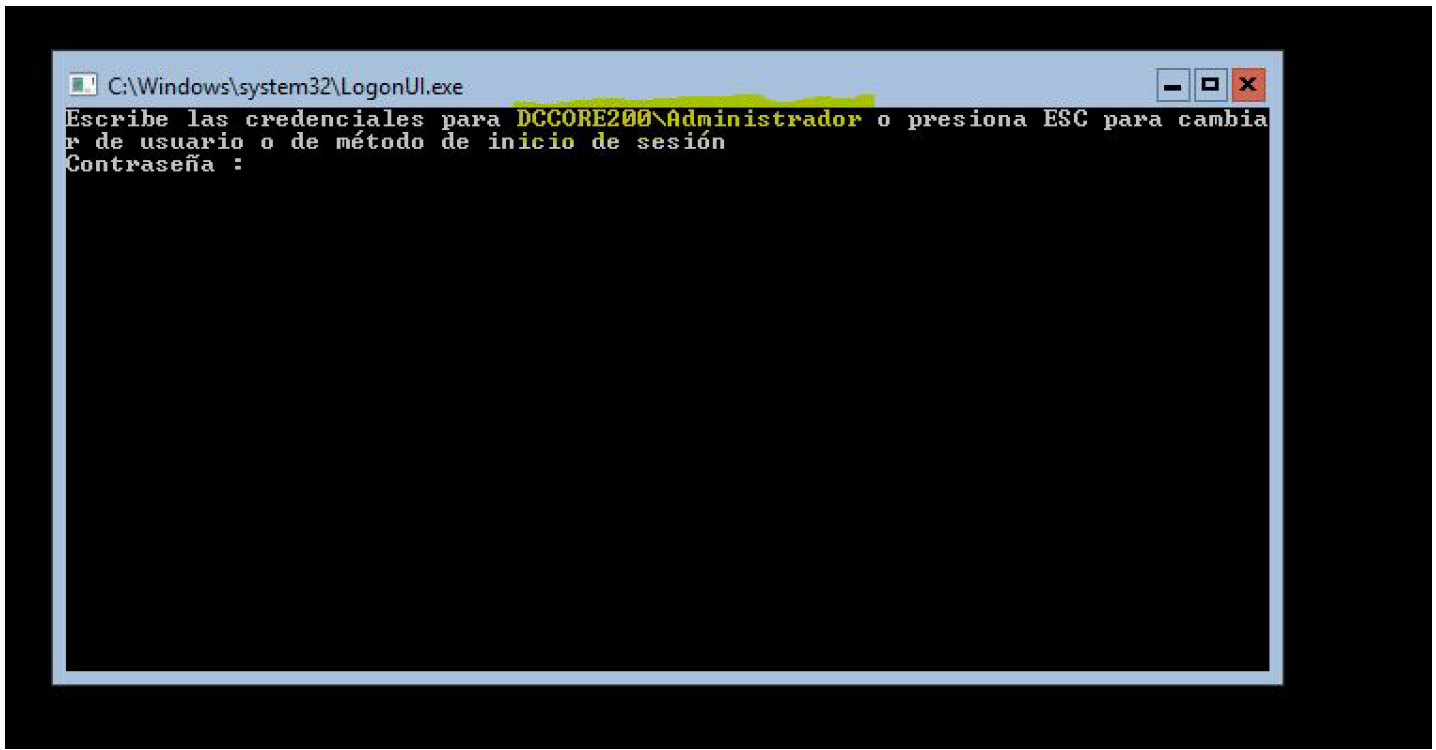 C:\Windows\system32\LogonUI.exe
Escribe las credenciales para DCCORE200\Administrador o presiona ESC para cambia
r de usuario o de método de inicio de sesión
Contraseña :